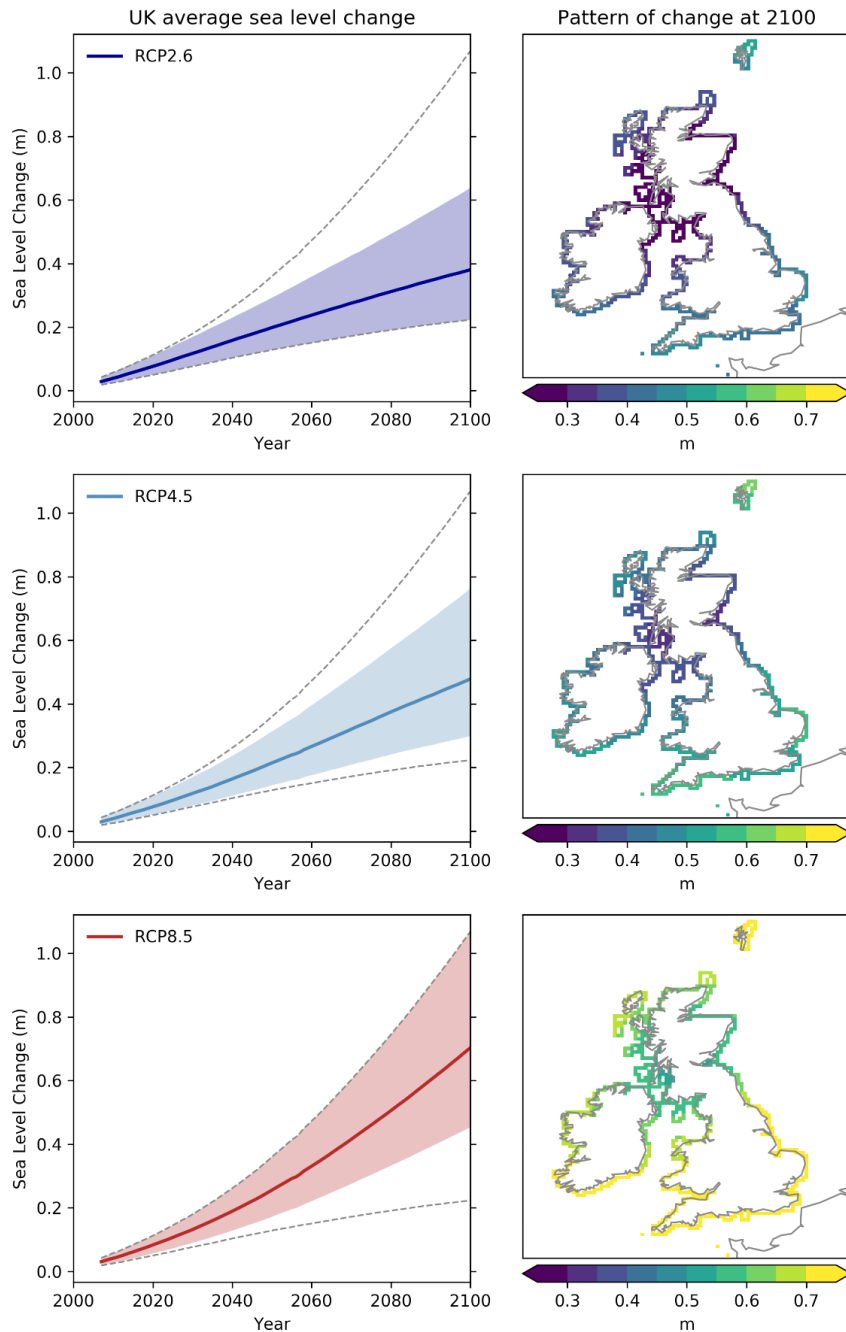 UK average sea level change
Pattern of change at 2100
RCP2.6
1.0
0.8
0.6
0.4
0.2
0.0
Sea Level Change (m)
2000 2020 2040 2060 2080 2100
Year
0.3 0.4 0.5 0.6 0.7
m
RCP4.5
1.0
0.8
0.6
0.4
0.2
0.0
Sea Level Change (m)
2000 2020 2040 2060 2080 2100
Year
0.3 0.4 0.5 0.6 0.7
m
RCP8.5
1.0
0.8
0.6
0.4
0.2
0.0
Sea Level Change (m)
2000 2020 2040 2060 2080 2100
Year
0.3 0.4 0.5 0.6 0.7
m